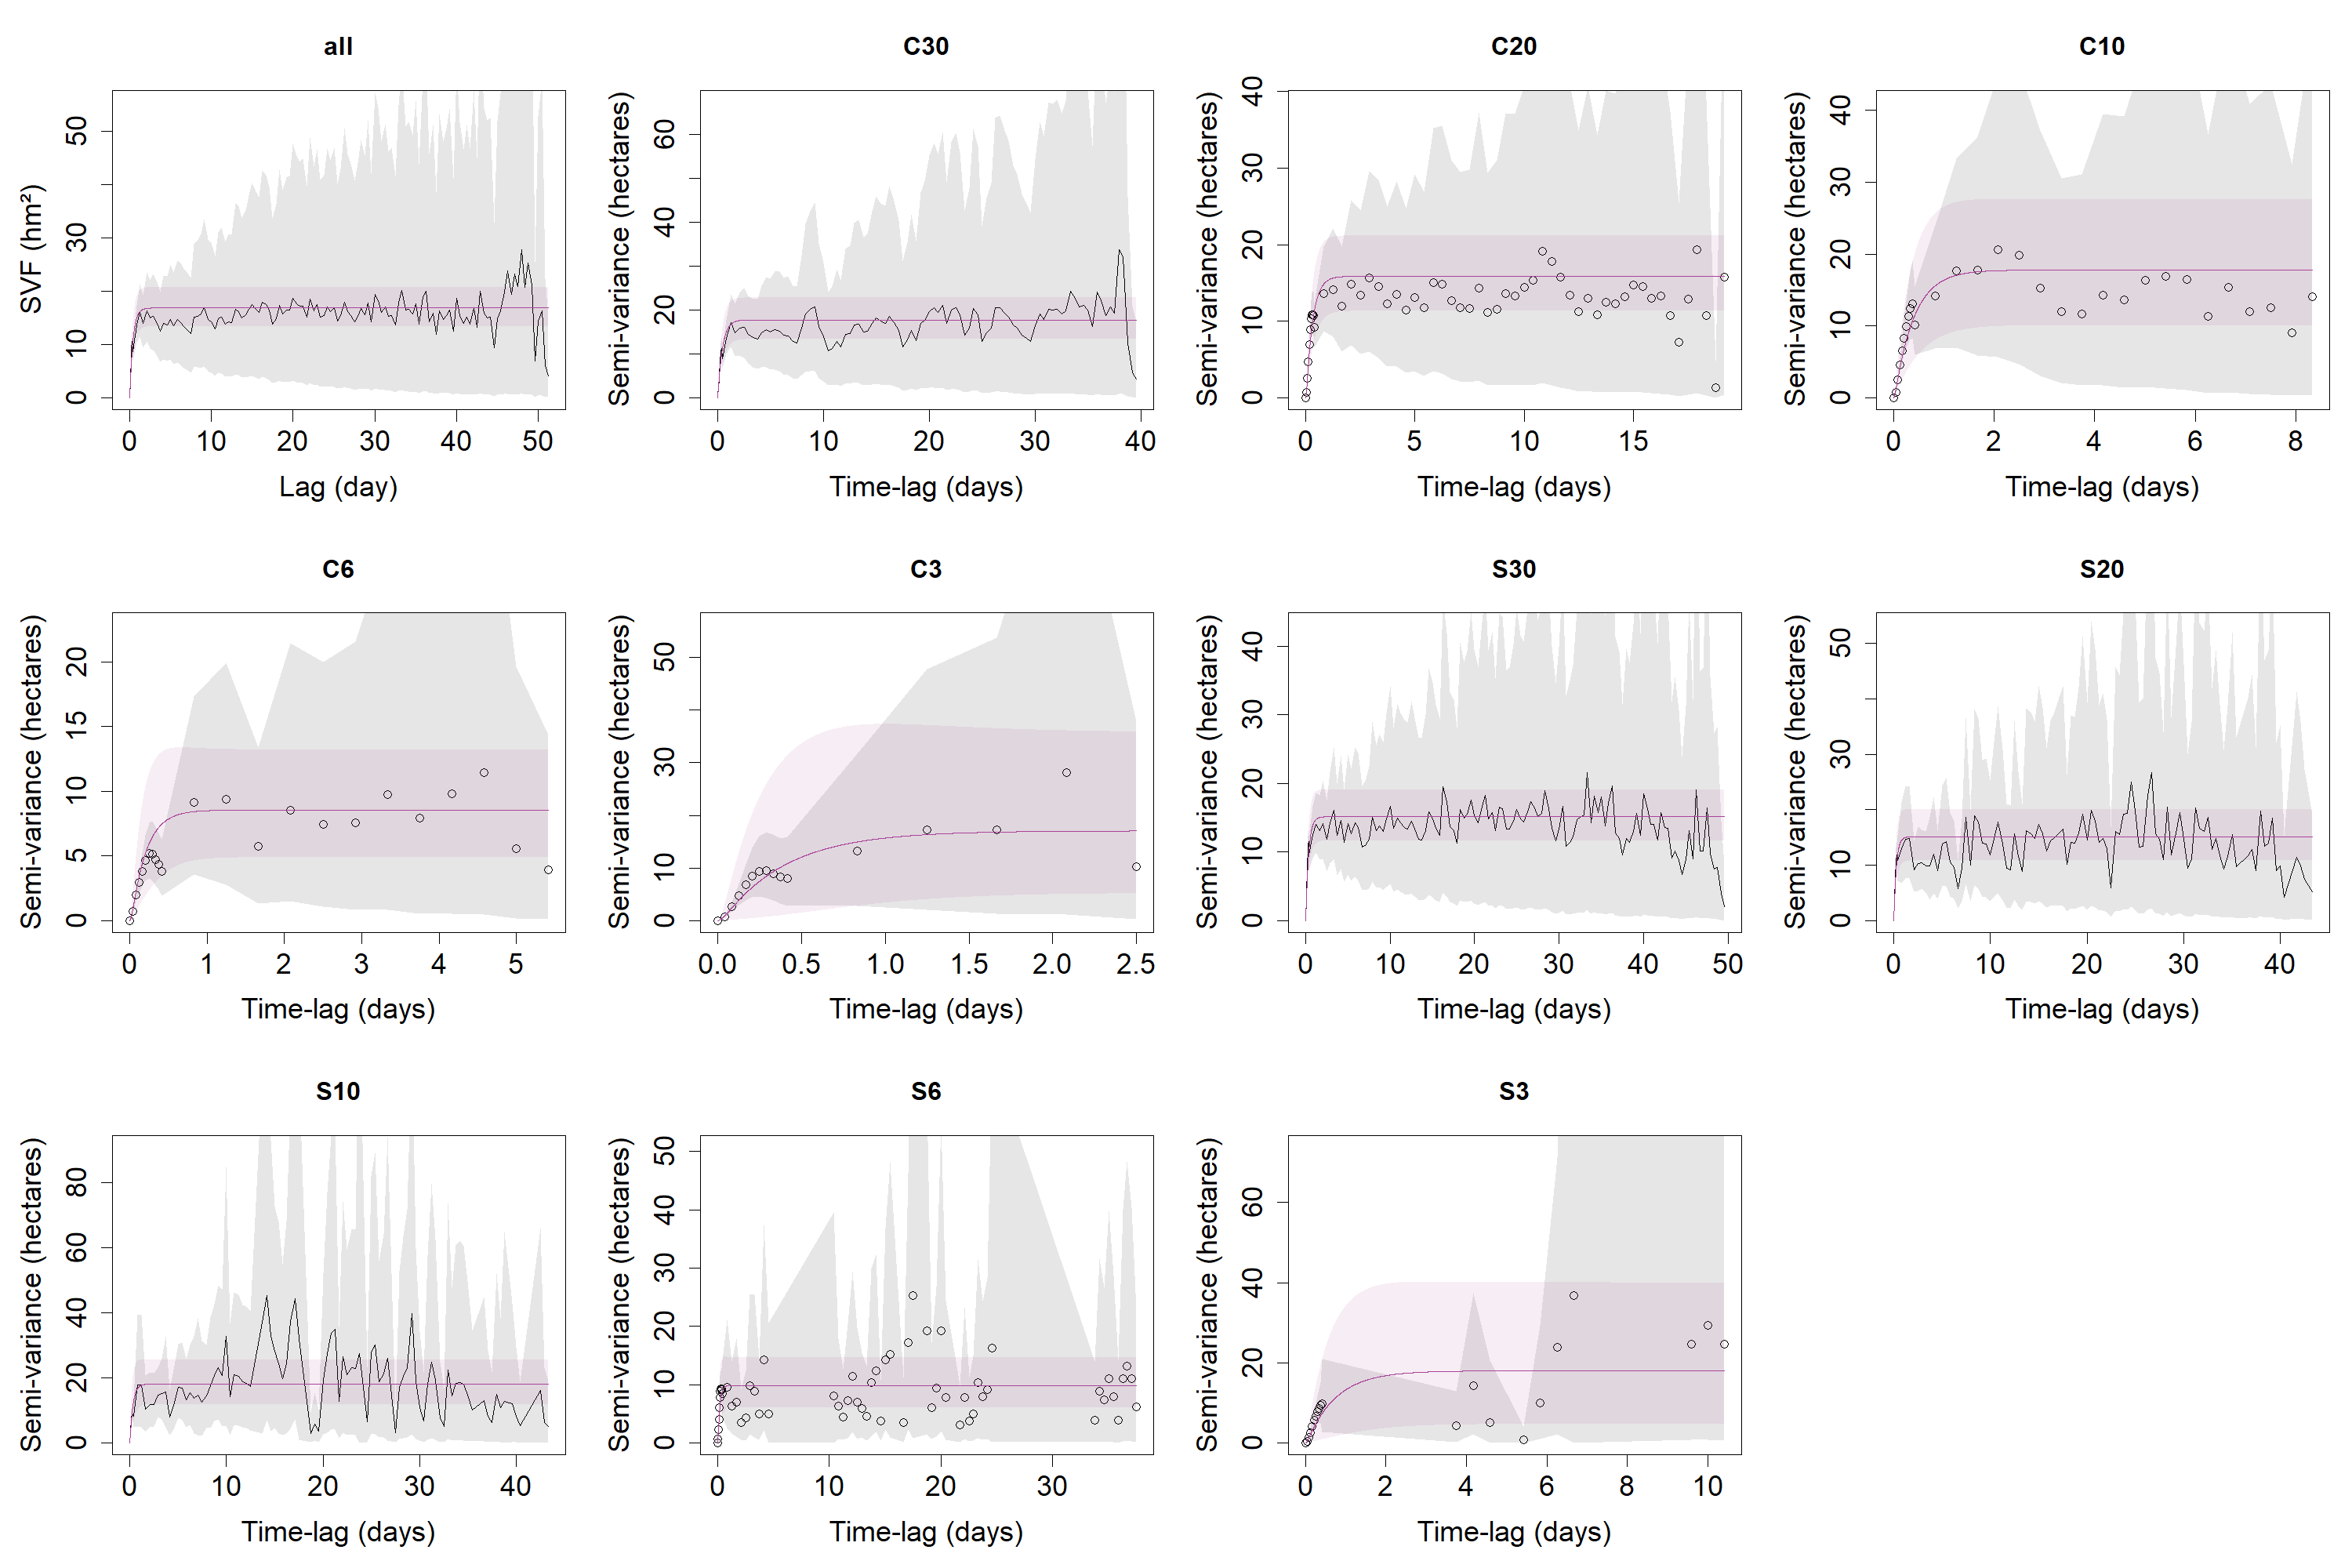 all
C30
C20
C10
SVF (hm²)
0 10 30 50
0 10 20 30 40 50
Lag (day)
Semi-variance (hectares)
0 20 40 60
0 10 20 30 40
Time-lag (days)
Semi-variance (hectares)
0 10 20 30 40
0 5 10 15
Time-lag (days)
Semi-variance (hectares)
0 10 20 30 40
0 2 4 6 8
Time-lag (days)
C6
C3
S30
S20
Semi-variance (hectares)
0 5 10 15 20
0 1 2 3 4 5
Time-lag (days)
Semi-variance (hectares)
0 10 30 50
0.0 0.5 1.0 1.5 2.0 2.5
Time-lag (days)
Semi-variance (hectares)
0 10 20 30 40
0 10 20 30 40 50
Time-lag (days)
Semi-variance (hectares)
0 10 30 50
0 10 20 30 40
Time-lag (days)
S10
S6
S3
Semi-variance (hectares)
0 20 40 60 80
0 10 20 30 40
Time-lag (days)
Semi-variance (hectares)
0 10 20 30 40 50
0 10 20 30
Time-lag (days)
Semi-variance (hectares)
0 20 40 60
0 2 4 6 8 10
Time-lag (days)